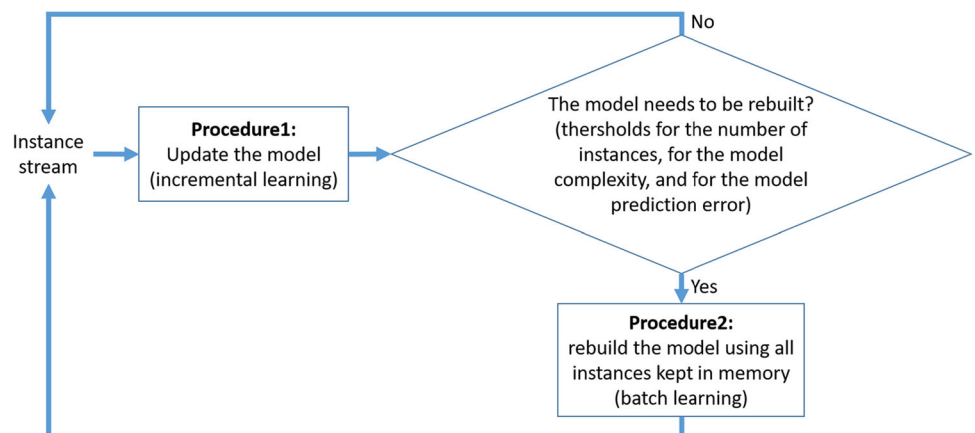 No
The model needs to be rebuilt?
(thersholds for the number of
instances, for the model
complexity, and for the model
prediction error)
Instance
stream
Procedure1:
Update the model
(incremental learning)
Yes
Procedure2:
rebuild the model using all
instances kept in memory
(batch learning)